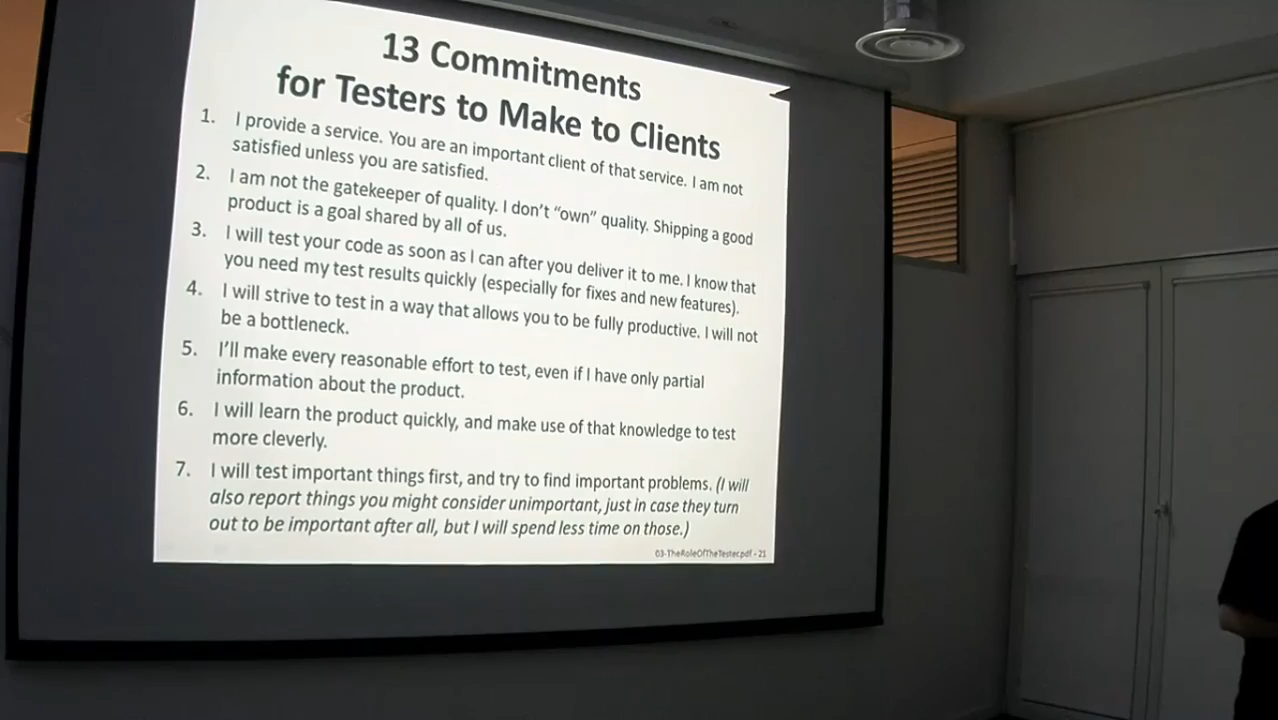 13 Commitments
for Testers to Make to Clients
1. I provide a service. You are an important client of that service. I am not
satisfied unless you are satisfied.
2. I am not the gatekeeper of quality. I don't “own” quality. Shipping a good
product is a goal shared by all of us.
3. I will test your code as soon as I can after you deliver it to me. I know that
you need my test results quickly (especially for fixes and new features).
4. I will strive to test in a way that allows you to be fully productive. I will not
be a bottleneck.
5. I’ll make every reasonable effort to test, even if I have only partial
information about the product.
6. I will learn the product quickly, and make use of that knowledge to test
more cleverly.
7. I will test important things first, and try to find important problems. (I will
also report things you might consider unimportant, just in case they turn
out to be important after all, but I will spend less time on those.)
03-TheRoleOfTheTester.pdf - 21